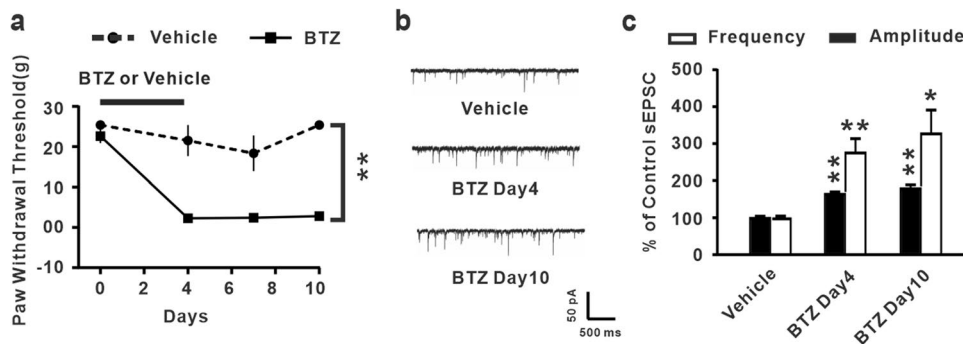 a
Vehicle BTZ
BTZ or Vehicle
Paw Withdrawal Threshold(g)
30
20
10
00
-10
0 2 4 6 8 10
Days
**
b
Vehicle
BTZ Day4
BTZ Day10
50 pA
500 ms
c
Frequency Amplitude
% of Control sEPSC
500
400
300
200
100
0
**
**
**
*
Vehicle
BTZ Day4
BTZ Day10